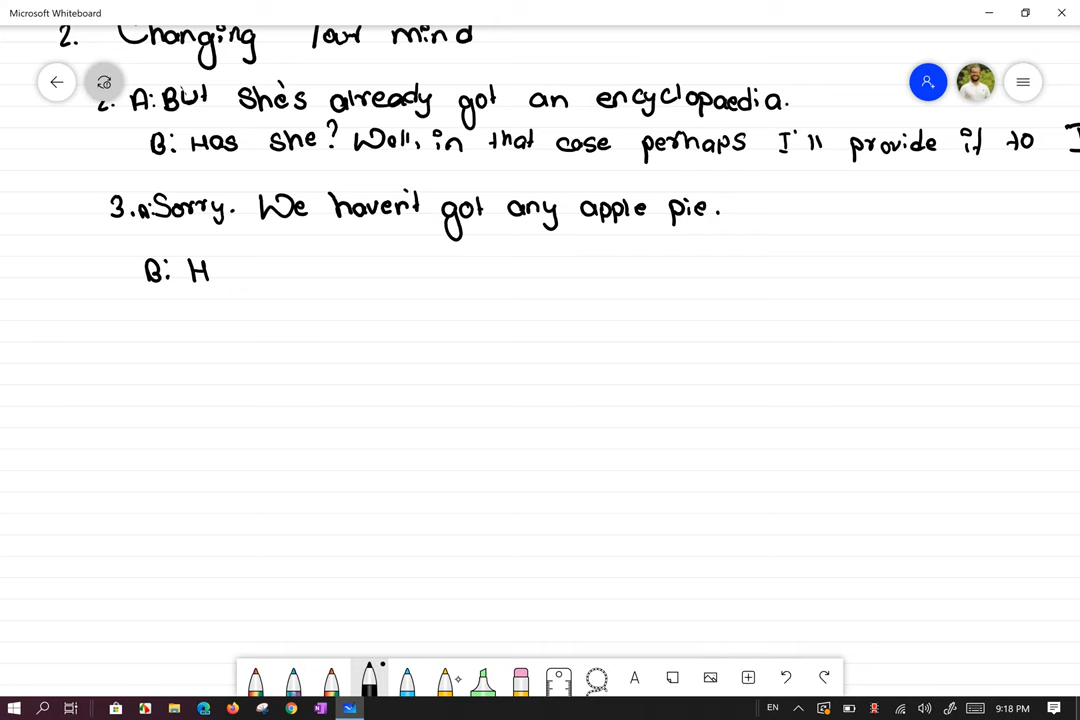 Microsoft Whiteboard
2. Changing Your mind
2. A: But she's already got an encyclopaedia.
B: Has she? Well, in that case perhaps I'll provide it to
3. A: Sorry. We haven't got any apple pie.
B: H
A
EN
9:18 PM